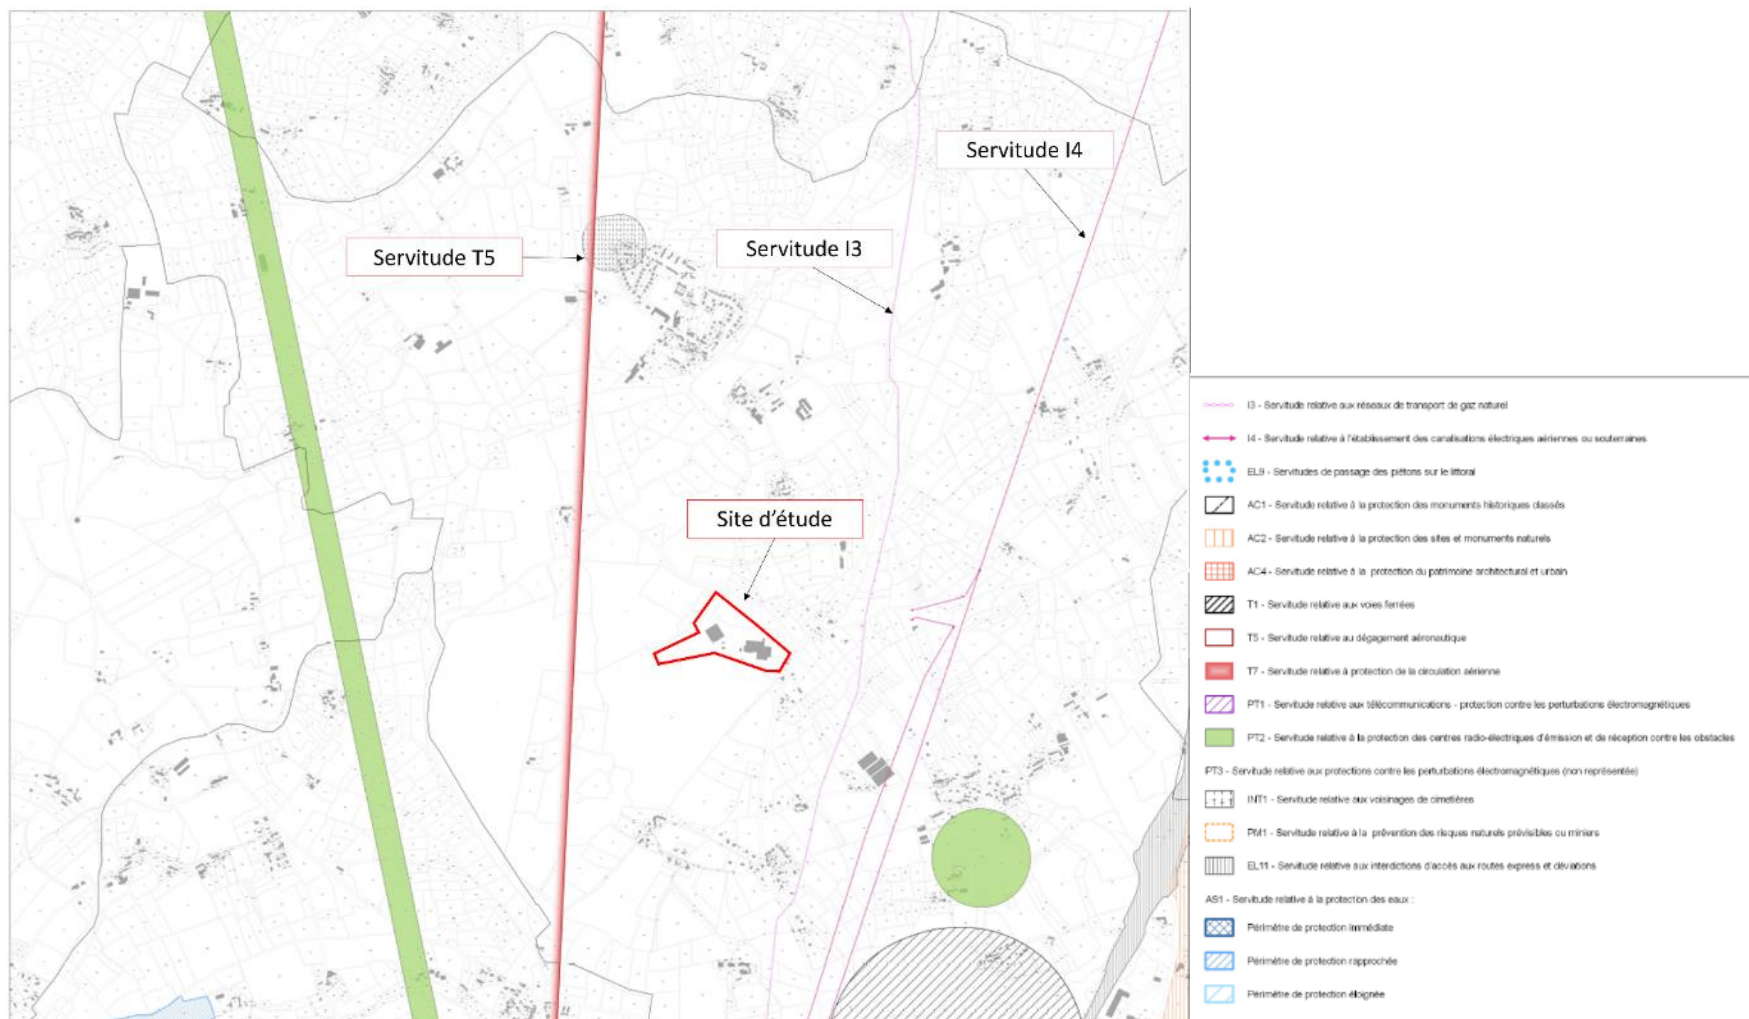 Servitude I4
Servitude I3
Servitude T5
Site d'étude
I3 - Servitude relative aux réseaux de transport de gaz naturel
I4 - Servitude relative à l'établissement des canalisations électriques aériennes ou souterraines
EL9 - Servitudes de passage des piétons sur le littoral
AC1 - Servitude relative à la protection des monuments historiques classés
AC2 - Servitude relative à la protection des sites et monuments naturels
AC4 - Servitude relative à la protection du patrimoine architectural et urbain
T1 - Servitude relative aux voies ferrées
T5 - Servitude relative au dégagement aéronautique
T7 - Servitude relative à protection de la circulation aérienne
PT1 - Servitude relative aux télécommunications - protection contre les perturbations électromagnétiques
PT2 - Servitude relative à la protection des centres radio-électriques d'émission et de réception contre les obstacles
PT3 - Servitude relative aux protections contre les perturbations électromagnétiques (non représentée)
INT1 - Servitude relative aux voisinages de cimetières
PM1 - Servitude relative à la prévention des risques naturels prévisibles ou miniers
EL11 - Servitude relative aux interdictions d'accès aux routes express et déviations
AS1 - Servitude relative à la protection des eaux :
Périmètre de protection immédiate
Périmètre de protection rapprochée
Périmètre de protection éloignée